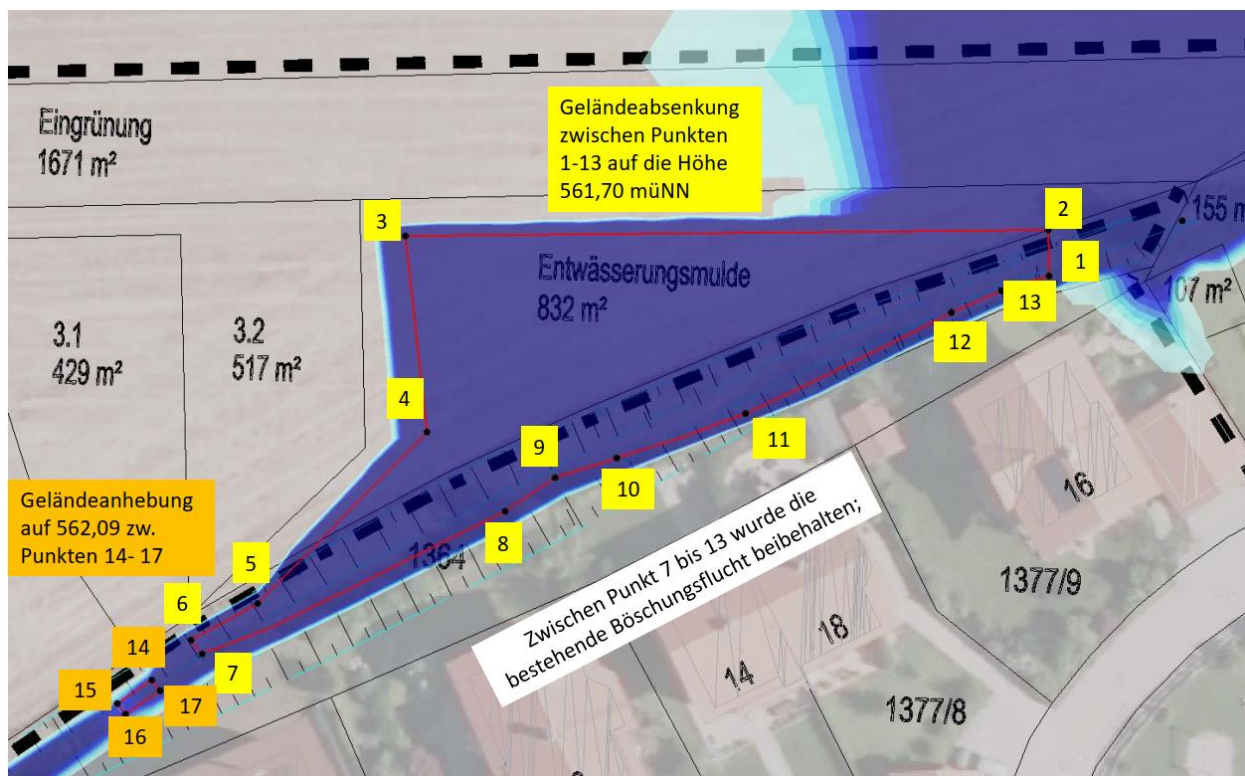 Eingrünung
1671 m²
Geländeabsenkung
zwischen Punkten
1-13 auf die Höhe
561,70 müNN
3
2
155 m
1
Entwässerungsmulde
832 m²
107 m²
13
3.1
429 m²
3.2
517 m²
12
4
11
9
10
16
Geländeanhebung
auf 562,09 zw.
Punkten 14- 17
8
1364
Zwischen Punkt 7 bis 13 wurde die
bestehende Böschungsflucht beibehalten;
1377/9
5
6
18
14
7
14
15
17
16
1377/8